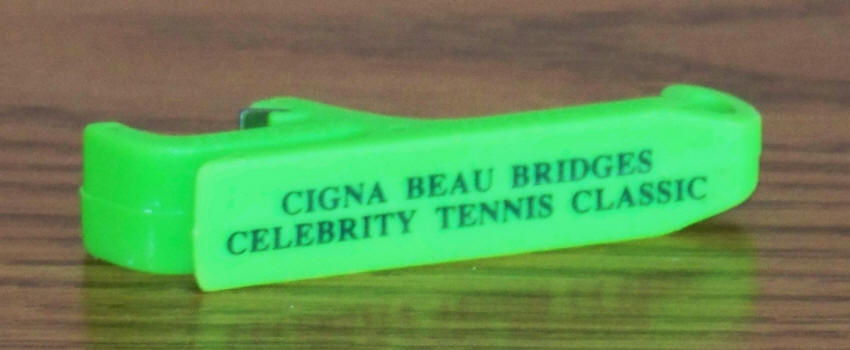 CIGNA BEAU BRIDGES
CELEBRITY TENNIS CLASSIC